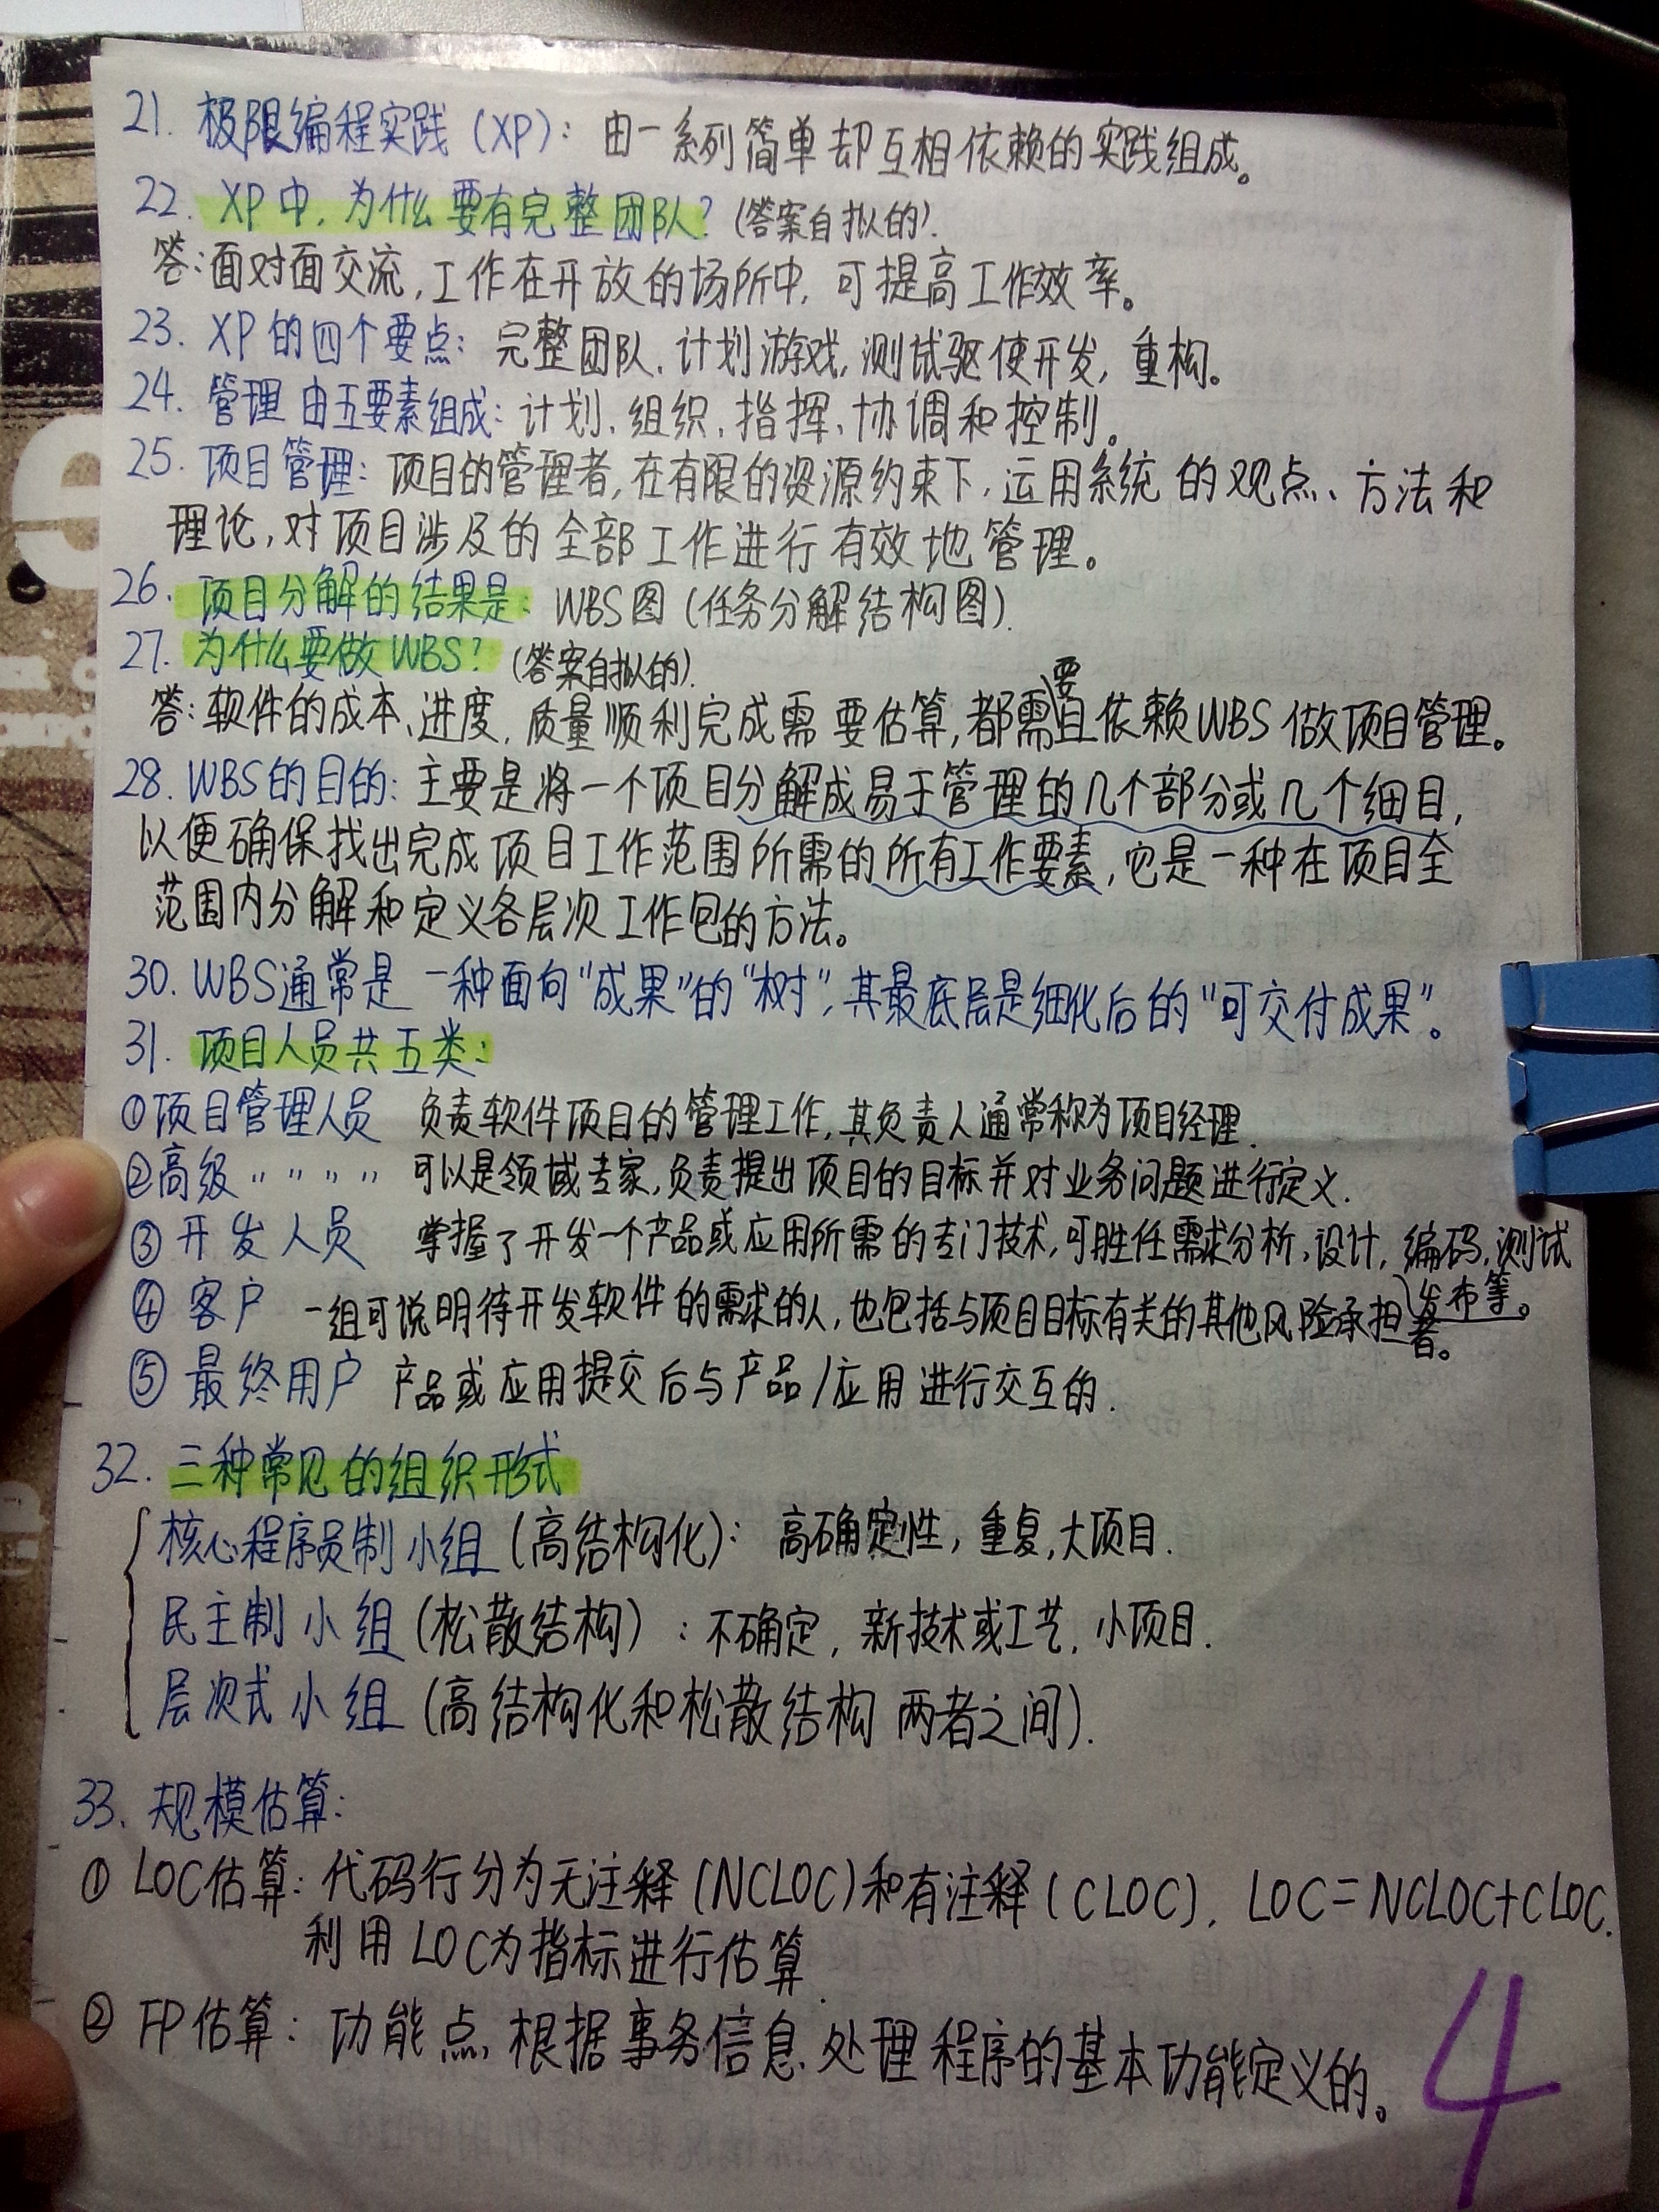 21. 极限编程实践（XP）：由一系列简单却互相依赖的实践组成。
22. XP中，为什么要有完整团队？（答案自拟的）.
答：面对面交流，工作在开放的场所中，可提高工作效率。
23. XP的四个要点：完整团队、计划游戏，测试驱使开发，重构。
24. 管理由五要素组成：计划、组织、指挥、协调和控制。
25. 项目管理：项目的管理者，在有限的资源约束下，运用系统的观点、方法和
理论，对项目涉及的全部工作进行有效地管理。
26. 项目分解的结果是：WBS图（任务分解结构图）.
27. 为什么要做WBS？（答案自拟的）.
答：软件的成本、进度，质量顺利完成需要估算，都需要且依赖WBS做项目管理。
28. WBS的目的：主要是将一个项目分解成易于管理的几个部分或几个细目，
以便确保找出完成项目工作范围所需的所有工作要素，它是一种在项目全
范围内分解和定义各层次工作包的方法。
30. WBS通常是一种面向“成果”的“树”，其最底层是细化后的“可交付成果”。
31. 项目人员共五类：
①项目管理人员 负责软件项目的管理工作，其负责人通常称为项目经理.
②高级 〃 〃 〃 〃 可以是领域专家，负责提出项目的目标并对业务问题进行定义.
③ 开发人员 掌握了开发一个产品或应用所需的专门技术，可胜任需求分析，设计，编码，测试
发布等。
④ 客户 一组可说明待开发软件的需求的人，也包括与项目目标有关的其他风险承担者。
⑤ 最终用户 产品或应用提交后与产品/应用进行交互的.
32. 三种常见的组织形式
核心程序员制小组（高结构化）：高确定性，重复，大项目.
民主制小组（松散结构）：不确定，新技术或工艺，小项目.
层次式小组（高结构化和松散结构两者之间）.
33. 规模估算：
① LOC估算：代码行分为无注释（NCLOC）和有注释（CLOC），LOC=NCLOC+CLOC.
利用LOC为指标进行估算.
② FP估算：功能点，根据事务信息处理程序的基本功能定义的。
4